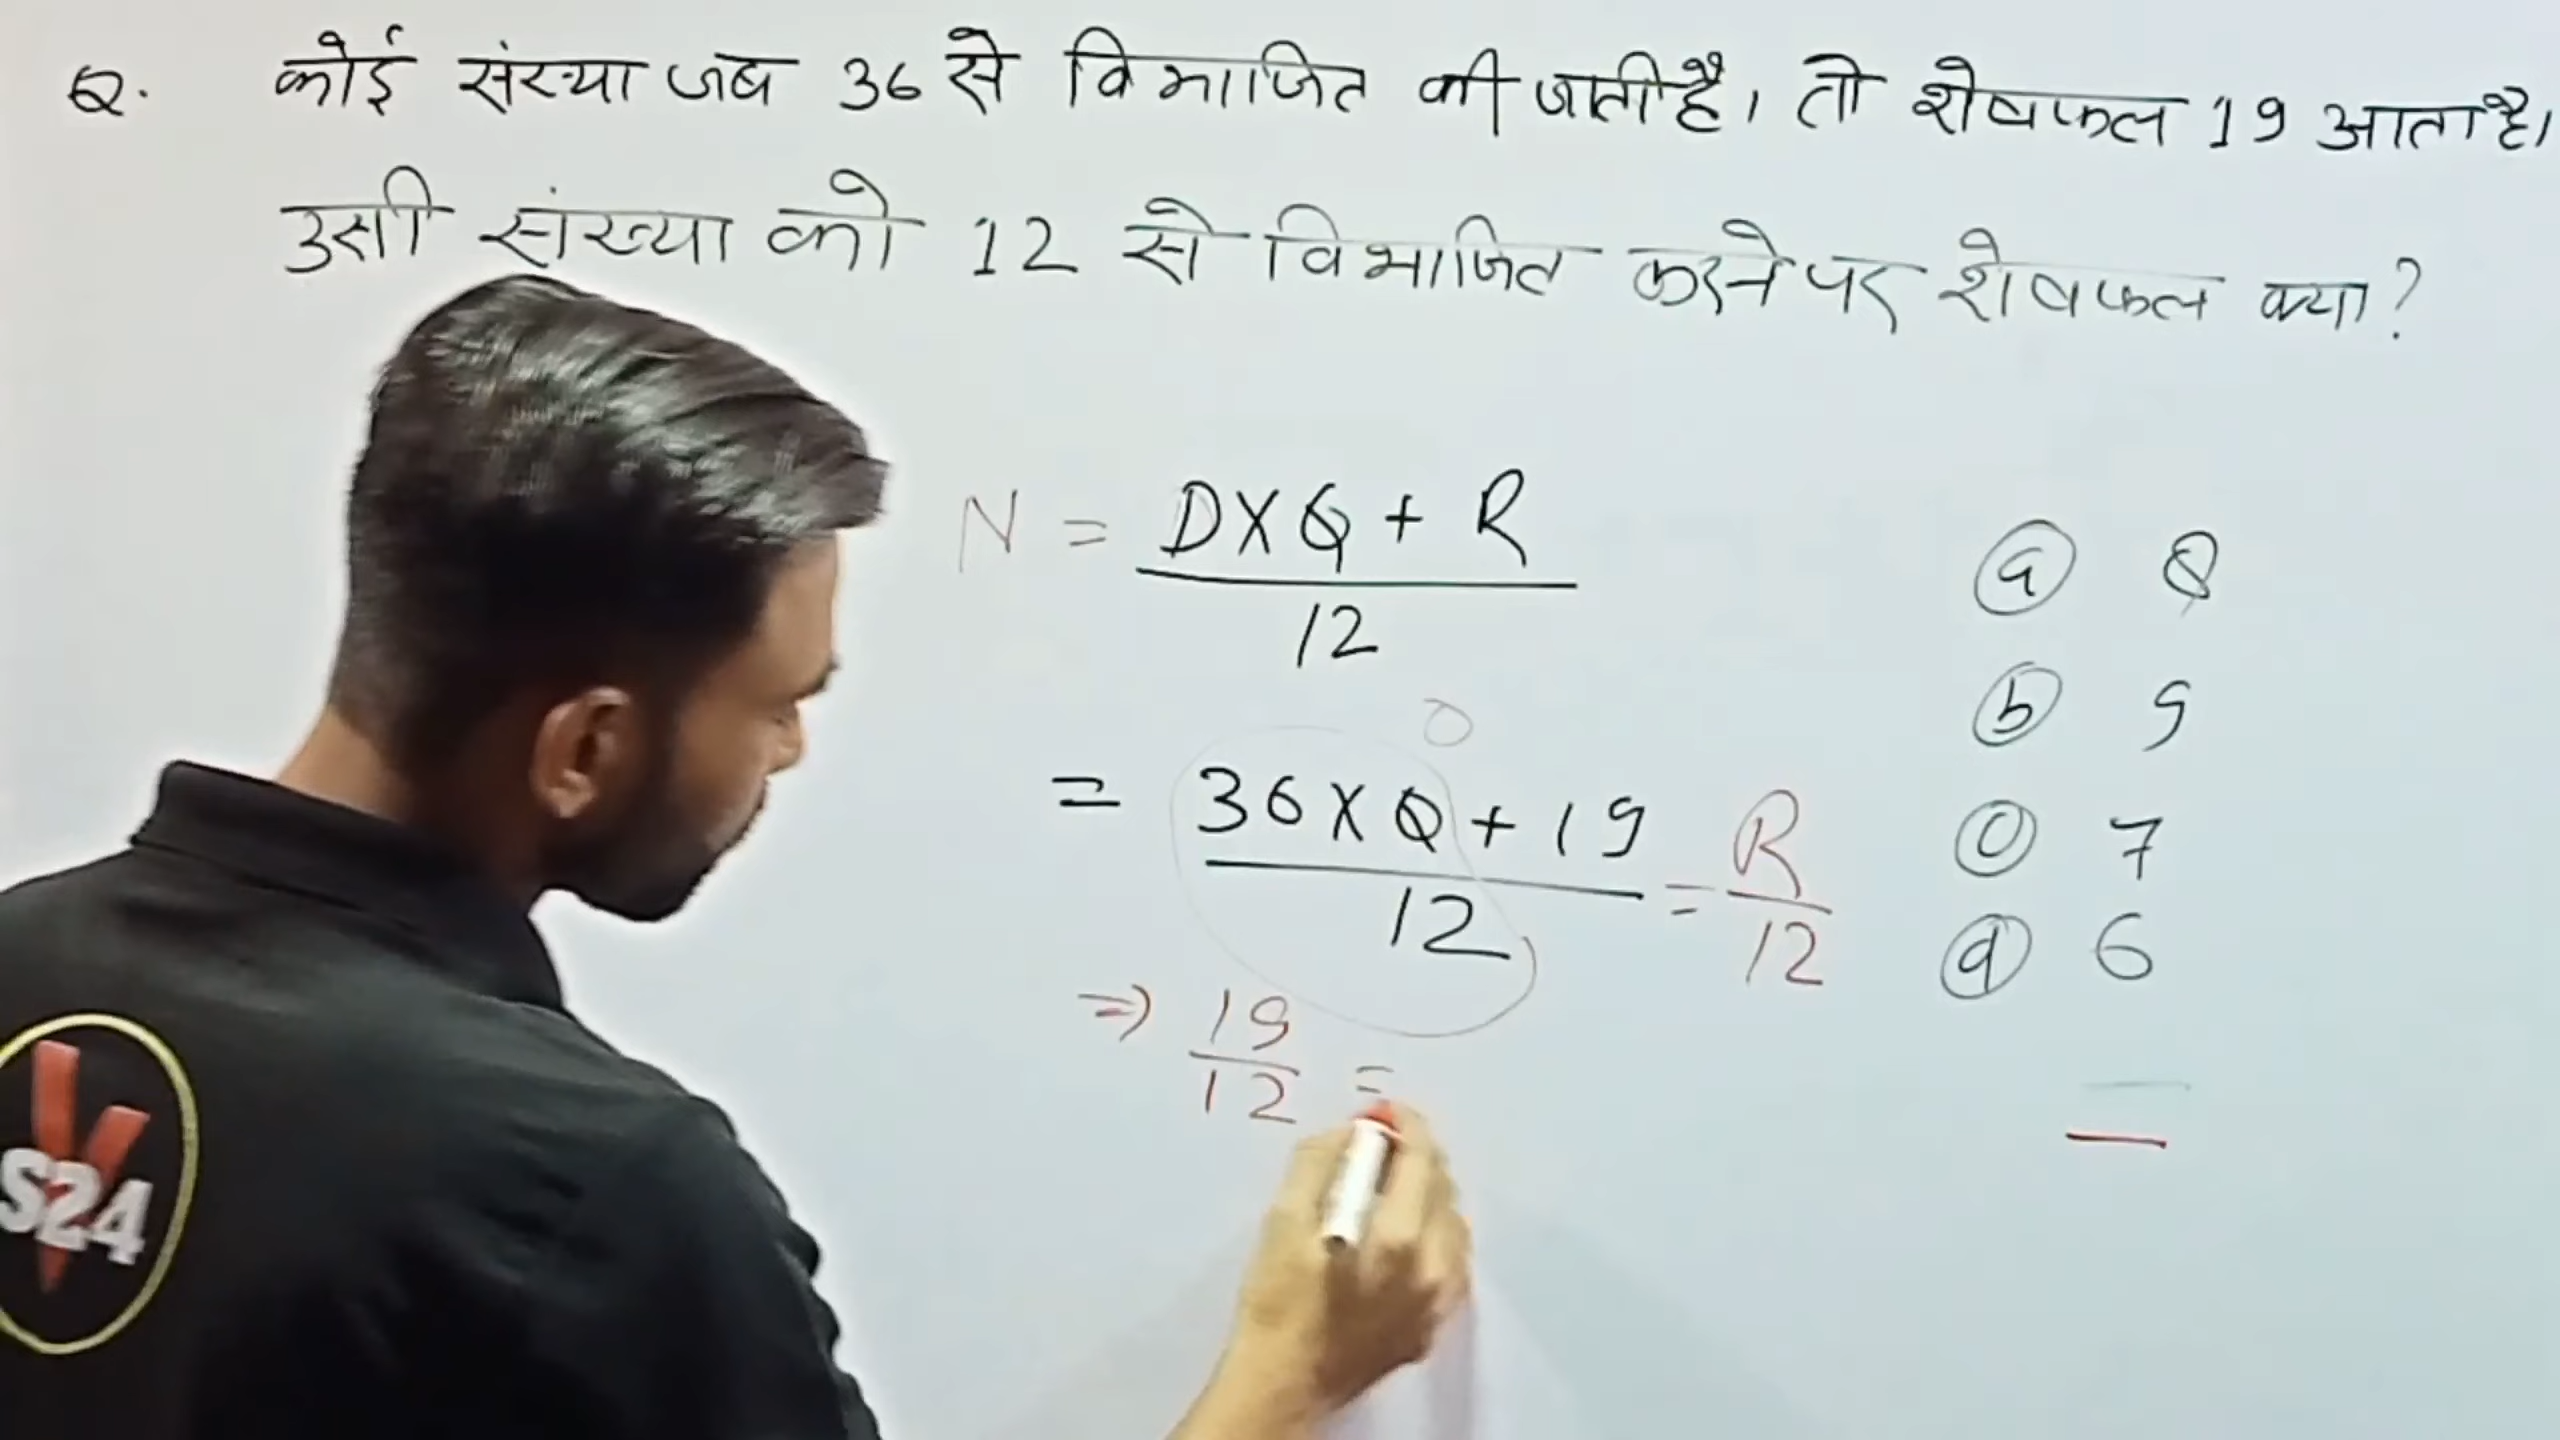 Q. कोई संख्या जब 36 से विभाजित की जाती है, तो शेषफल 19 आता है।
उसी संख्या को 12 से विभाजित करने पर शेषफल क्या?
N = D X Q + R
12
0
= 36 X Q + 19 = R
12 12
⇒ 19 =
12
ⓐ 8
ⓑ 9
ⓒ 7
ⓓ 6
VS24